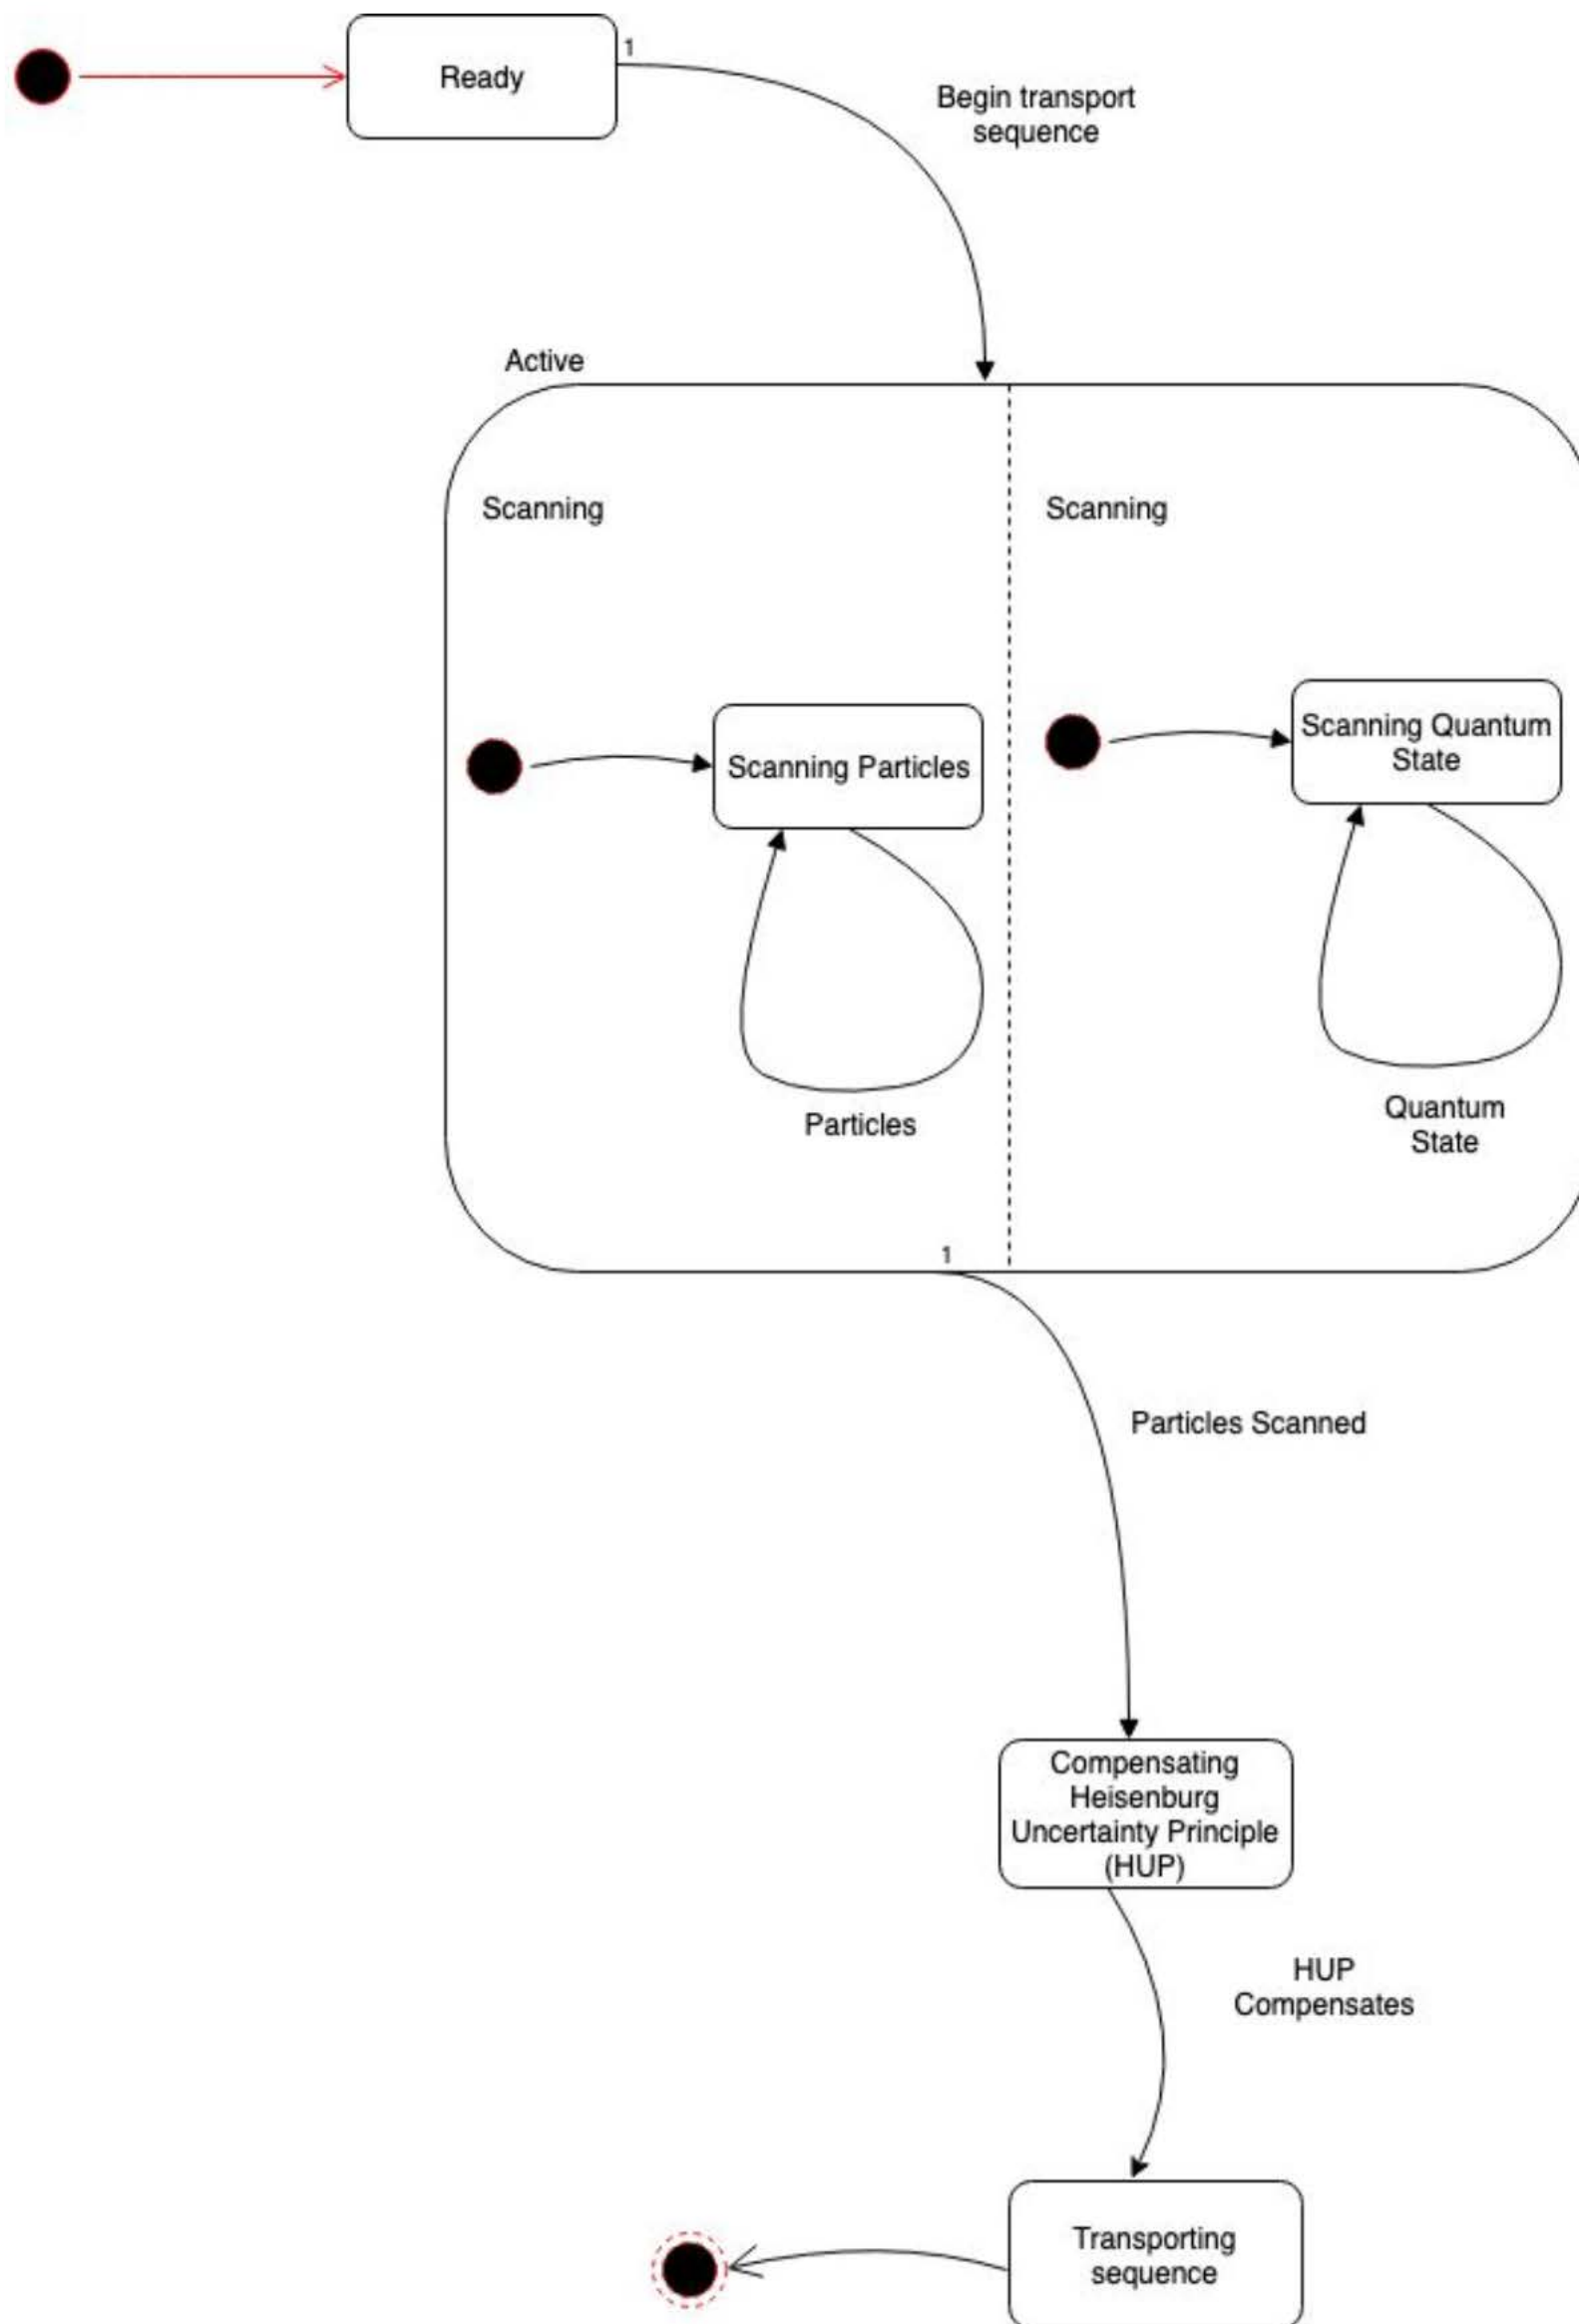 Ready
1
Begin transport
sequence
Active
Scanning
Scanning
Scanning Particles
Scanning Quantum
State
Particles
Quantum
State
1
Particles Scanned
Compensating
Heisenburg
Uncertainty Principle
(HUP)
HUP
Compensates
Transporting
sequence